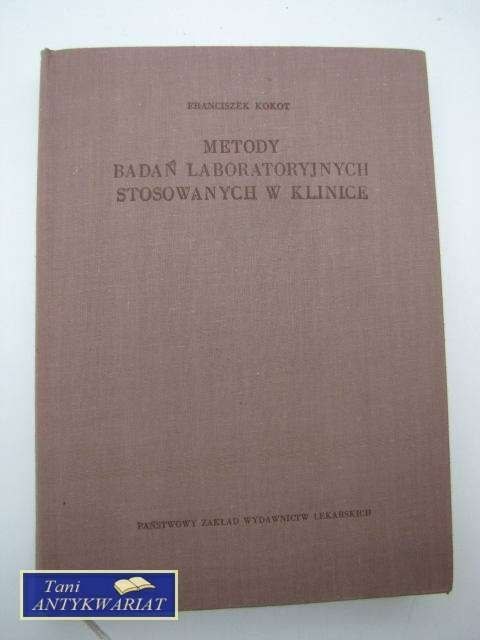 FRANCISZEK KOKOT
METODY
BADAŃ LABORATORYJNYCH
STOSOWANYCH W KLINICE
PAŃSTWOWY ZAKŁAD WYDAWNICTW LEKARSKICH
Tani
ANTYKWARIAT